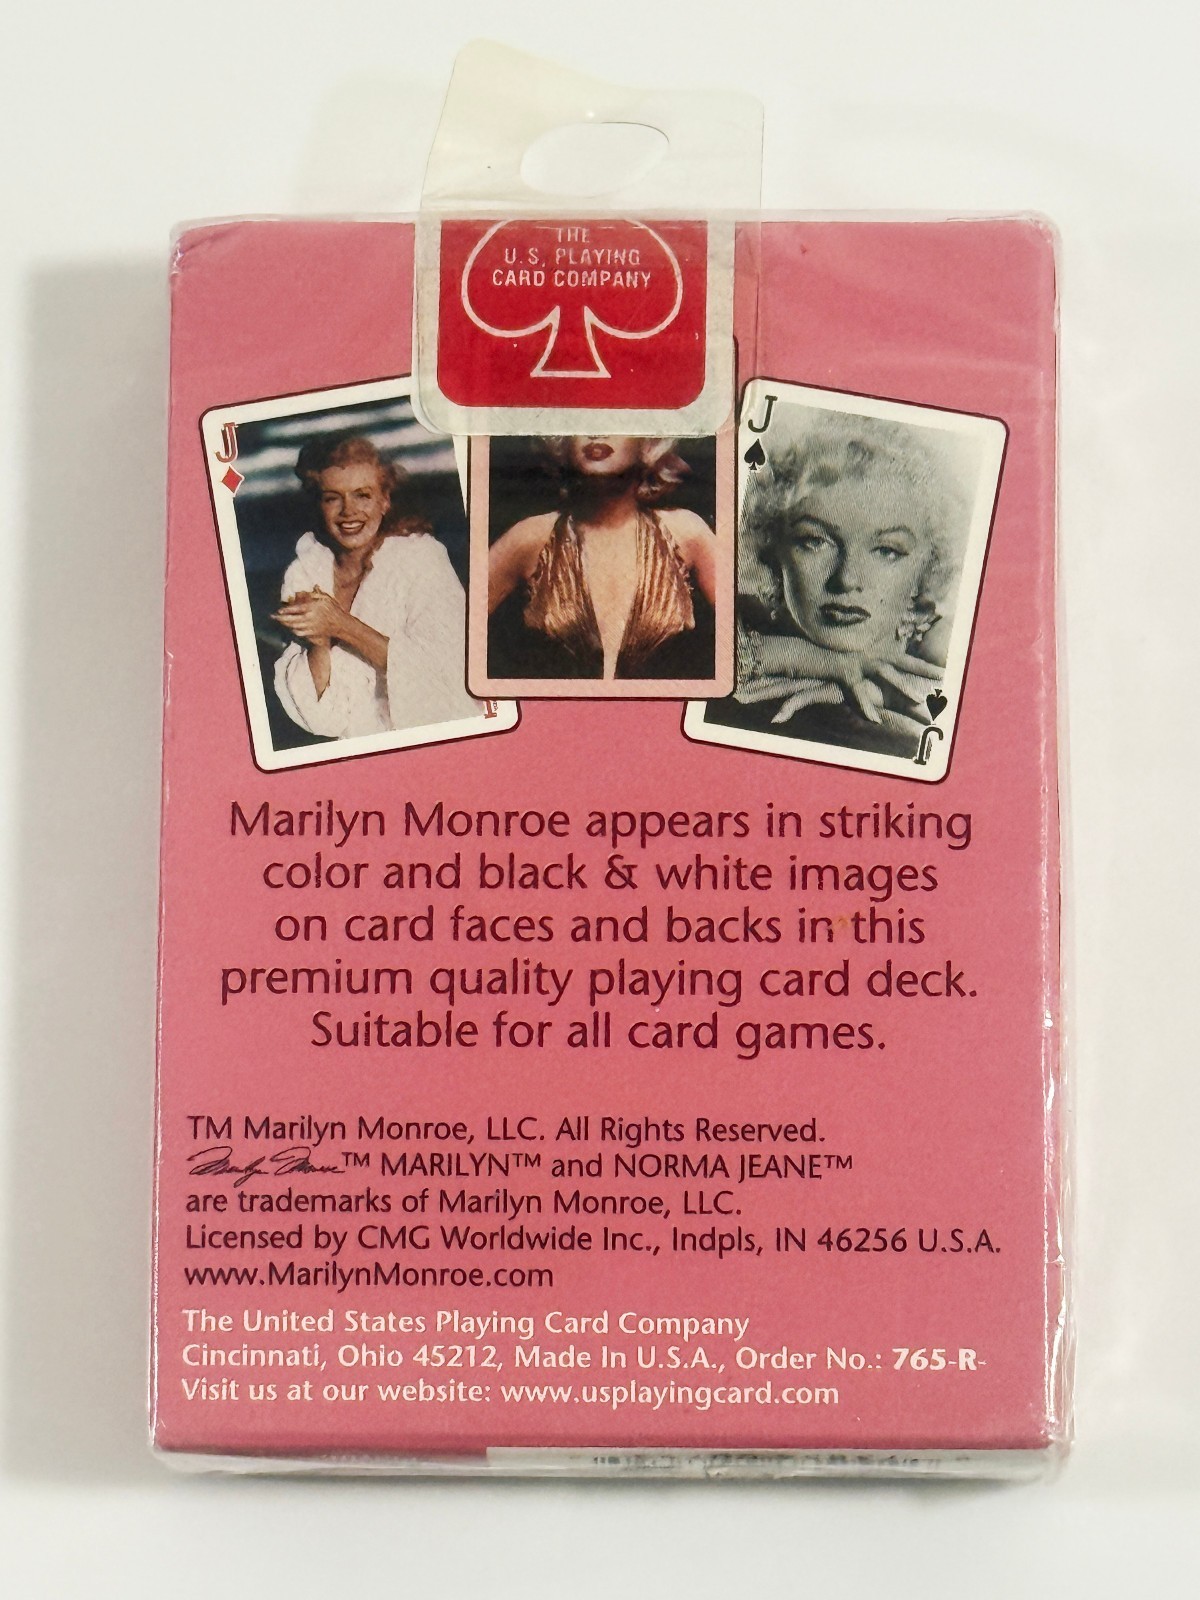 THE
U.S. PLAYING
CARD COMPANY
J
J
J
J
Marilyn Monroe appears in striking
color and black & white images
on card faces and backs in this
premium quality playing card deck.
Suitable for all card games.
TM Marilyn Monroe, LLC. All Rights Reserved.
Marilyn Monroe™ MARILYN™ and NORMA JEANE™
are trademarks of Marilyn Monroe, LLC.
Licensed by CMG Worldwide Inc., Indpls, IN 46256 U.S.A.
www.MarilynMonroe.com
The United States Playing Card Company
Cincinnati, Ohio 45212, Made In U.S.A., Order No.: 765-R-
Visit us at our website: www.usplayingcard.com